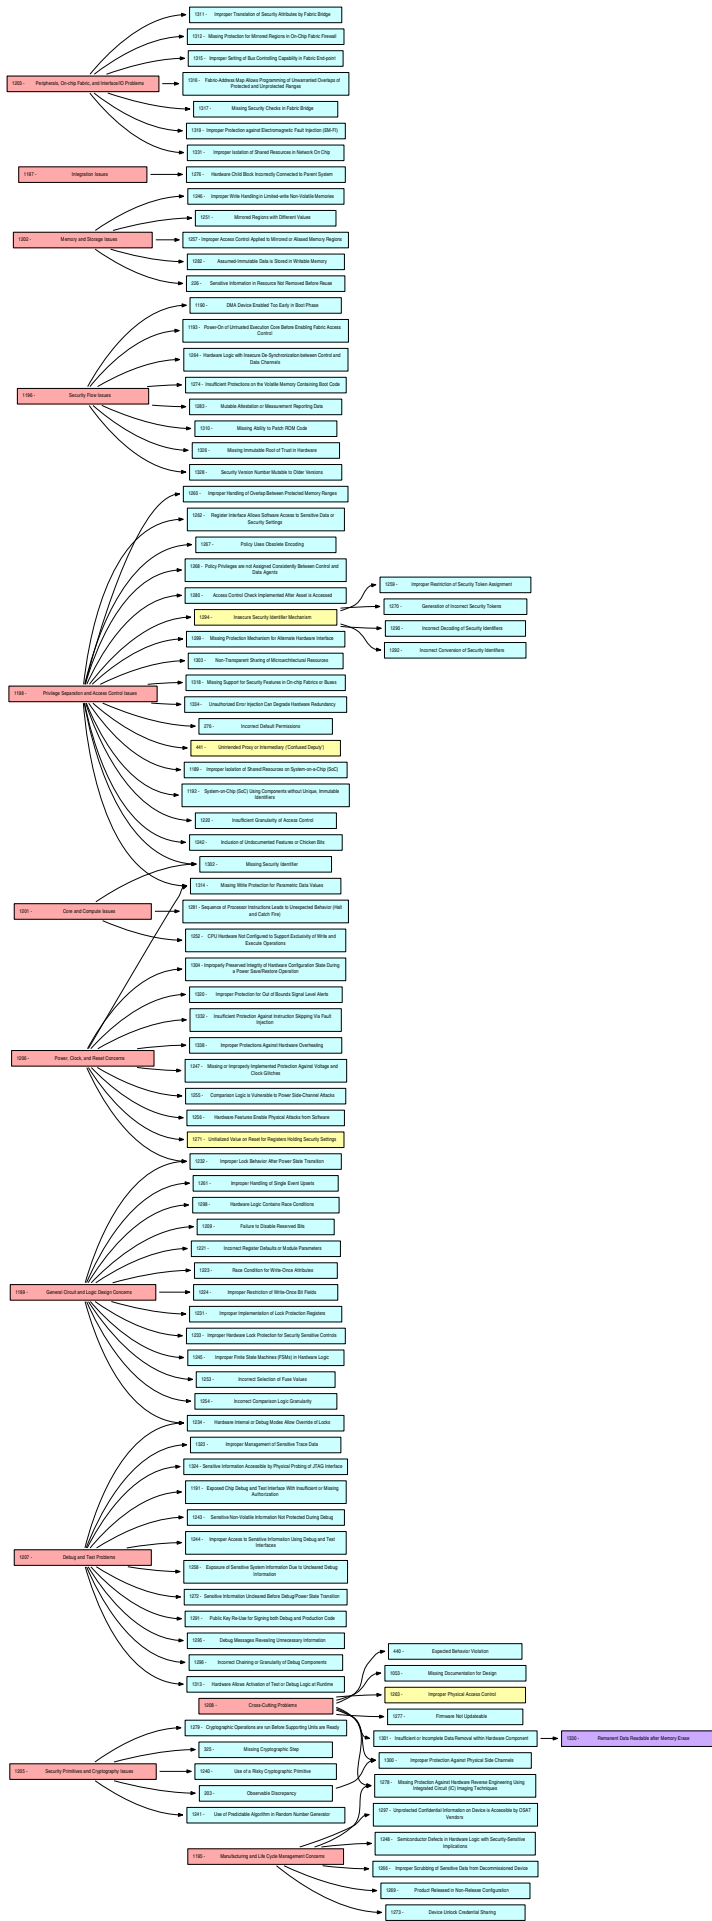 1311 - Improper Translation of Security Attributes by Fabric Bridge
1312 - Missing Protection for Mirrored Regions in On-Chip Fabric Firewall
1315 - Improper Setting of Bus Controlling Capability in Fabric End-point
1203 - Peripherals, On-chip Fabric, and Interface/IO Problems
1316 - Fabric-Address Map Allows Programming of Unwarranted Overlaps of
Protected and Unprotected Ranges
1317 - Missing Security Checks in Fabric Bridge
1319 - Improper Protection against Electromagnetic Fault Injection (EM-FI)
1331 - Improper Isolation of Shared Resources in Network On Chip
1197 - Integration Issues
1276 - Hardware Child Block Incorrectly Connected to Parent System
1246 - Improper Write Handling in Limited-write Non-Volatile Memories
1251 - Mirrored Regions with Different Values
1202 - Memory and Storage Issues
1257 - Improper Access Control Applied to Mirrored or Aliased Memory Regions
1282 - Assumed-Immutable Data is Stored in Writable Memory
226 - Sensitive Information in Resource Not Removed Before Reuse
1190 - DMA Device Enabled Too Early in Boot Phase
1193 - Power-On of Untrusted Execution Core Before Enabling Fabric Access
Control
1264 - Hardware Logic with Insecure De-Synchronization between Control and
Data Channels
1274 - Insufficient Protections on the Volatile Memory Containing Boot Code
1196 - Security Flow Issues
1283 - Mutable Attestation or Measurement Reporting Data
1310 - Missing Ability to Patch ROM Code
1326 - Missing Immutable Root of Trust in Hardware
1328 - Security Version Number Mutable to Older Versions
1260 - Improper Handling of Overlap Between Protected Memory Ranges
1262 - Register Interface Allows Software Access to Sensitive Data or
Security Settings
1267 - Policy Uses Obsolete Encoding
1268 - Policy Privileges are not Assigned Consistently Between Control and
Data Agents
1280 - Access Control Check Implemented After Asset is Accessed
1294 - Insecure Security Identifier Mechanism
1259 - Improper Restriction of Security Token Assignment
1270 - Generation of Incorrect Security Tokens
1290 - Incorrect Decoding of Security Identifiers
1292 - Incorrect Conversion of Security Identifiers
1299 - Missing Protection Mechanism for Alternate Hardware Interface
1303 - Non-Transparent Sharing of Microarchitectural Resources
1318 - Missing Support for Security Features in On-chip Fabrics or Buses
1198 - Privilege Separation and Access Control Issues
1334 - Unauthorized Error Injection Can Degrade Hardware Redundancy
276 - Incorrect Default Permissions
441 - Unintended Proxy or Intermediary ('Confused Deputy')
1189 - Improper Isolation of Shared Resources on System-on-a-Chip (SoC)
1192 - System-on-Chip (SoC) Using Components without Unique, Immutable
Identifiers
1220 - Insufficient Granularity of Access Control
1242 - Inclusion of Undocumented Features or Chicken Bits
1302 - Missing Security Identifier
1314 - Missing Write Protection for Parametric Data Values
1201 - Core and Compute Issues
1281 - Sequence of Processor Instructions Leads to Unexpected Behavior (Halt
and Catch Fire)
1252 - CPU Hardware Not Configured to Support Exclusivity of Write and
Execute Operations
1304 - Improperly Preserved Integrity of Hardware Configuration State During
a Power Save/Restore Operation
1320 - Improper Protection for Out of Bounds Signal Level Alerts
1332 - Insufficient Protection Against Instruction Skipping Via Fault
Injection
1338 - Improper Protections Against Hardware Overheating
1206 - Power, Clock, and Reset Concerns
1247 - Missing or Improperly Implemented Protection Against Voltage and
Clock Glitches
1255 - Comparison Logic is Vulnerable to Power Side-Channel Attacks
1256 - Hardware Features Enable Physical Attacks from Software
1271 - Unitialized Value on Reset for Registers Holding Security Settings
1232 - Improper Lock Behavior After Power State Transition
1261 - Improper Handling of Single Event Upsets
1298 - Hardware Logic Contains Race Conditions
1209 - Failure to Disable Reserved Bits
1221 - Incorrect Register Defaults or Module Parameters
1223 - Race Condition for Write-Once Attributes
1199 - General Circuit and Logic Design Concerns
1224 - Improper Restriction of Write-Once Bit Fields
1231 - Improper Implementation of Lock Protection Registers
1233 - Improper Hardware Lock Protection for Security Sensitive Controls
1245 - Improper Finite State Machines (FSMs) in Hardware Logic
1253 - Incorrect Selection of Fuse Values
1254 - Incorrect Comparison Logic Granularity
1234 - Hardware Internal or Debug Modes Allow Override of Locks
1323 - Improper Management of Sensitive Trace Data
1324 - Sensitive Information Accessible by Physical Probing of JTAG Interface
1191 - Exposed Chip Debug and Test Interface With Insufficient or Missing
Authorization
1243 - Sensitive Non-Volatile Information Not Protected During Debug
1244 - Improper Access to Sensitive Information Using Debug and Test
Interfaces
1207 - Debug and Test Problems
1258 - Exposure of Sensitive System Information Due to Uncleared Debug
Information
1272 - Sensitive Information Uncleared Before Debug/Power State Transition
1291 - Public Key Re-Use for Signing both Debug and Production Code
1295 - Debug Messages Revealing Unnecessary Information
1296 - Incorrect Chaining or Granularity of Debug Components
1313 - Hardware Allows Activation of Test or Debug Logic at Runtime
440 - Expected Behavior Violation
1053 - Missing Documentation for Design
1263 - Improper Physical Access Control
1208 - Cross-Cutting Problems
1277 - Firmware Not Updateable
1301 - Insufficient or Incomplete Data Removal within Hardware Component
1330 - Remanent Data Readable after Memory Erase
1279 - Cryptographic Operations are run Before Supporting Units are Ready
325 - Missing Cryptographic Step
1300 - Improper Protection Against Physical Side Channels
1205 - Security Primitives and Cryptography Issues
1240 - Use of a Risky Cryptographic Primitive
1278 - Missing Protection Against Hardware Reverse Engineering Using
Integrated Circuit (IC) Imaging Techniques
203 - Observable Discrepancy
1241 - Use of Predictable Algorithm in Random Number Generator
1297 - Unprotected Confidential Information on Device is Accessible by OSAT
Vendors
1248 - Semiconductor Defects in Hardware Logic with Security-Sensitive
Implications
1195 - Manufacturing and Life Cycle Management Concerns
1266 - Improper Scrubbing of Sensitive Data from Decommissioned Device
1269 - Product Released in Non-Release Configuration
1273 - Device Unlock Credential Sharing